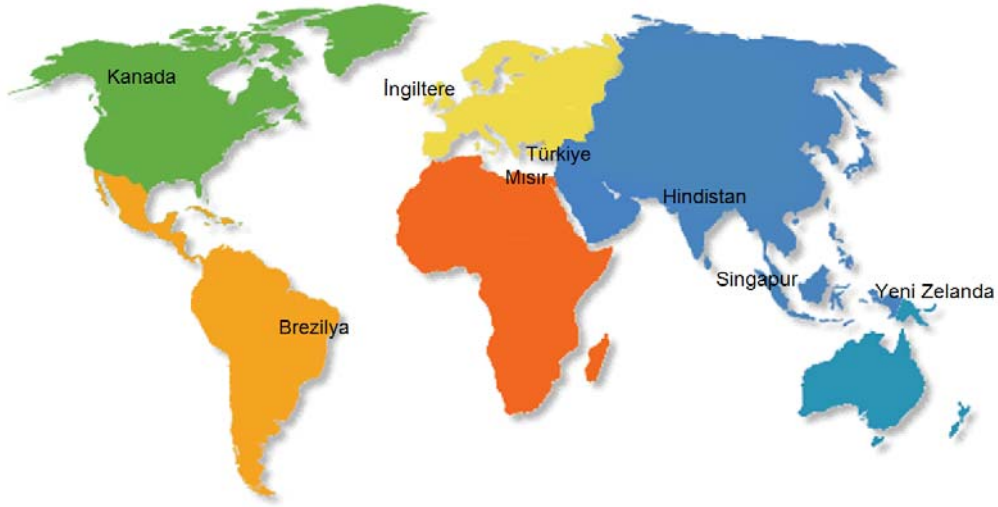 Kanada
İngiltere
Türkiye
Mısır
Hindistan
Singapur
Yeni Zelanda
Brezilya